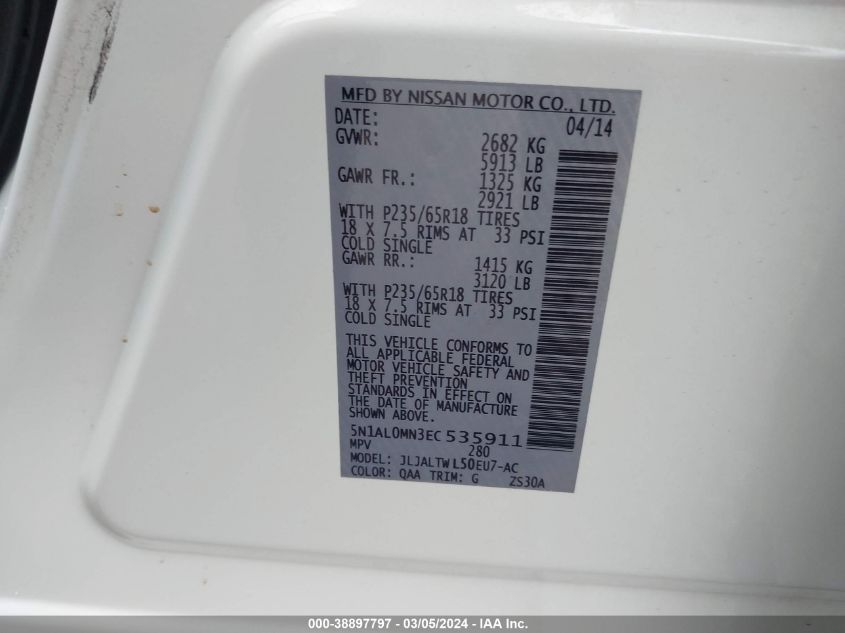 MFD BY NISSAN MOTOR CO., LTD.
DATE: 04/14
GVWR: 2682 KG
5913 LB
GAWR FR.: 1325 KG
2921 LB
WITH P235/65R18 TIRES
18 X 7.5 RIMS AT 33 PSI
COLD SINGLE
GAWR RR.: 1415 KG
3120 LB
WITH P235/65R18 TIRES
18 X 7.5 RIMS AT 33 PSI
COLD SINGLE
THIS VEHICLE CONFORMS TO
ALL APPLICABLE FEDERAL
MOTOR VEHICLE SAFETY AND
THEFT PREVENTION
STANDARDS IN EFFECT ON
THE DATE OF MANUFACTURE
SHOWN ABOVE.
5N1AL0MN3EC535911
MPV 280
MODEL: JLJALTWL50EU7-AC
COLOR: QAA TRIM: G ZS30A
000-38897797 - 03/05/2024 - IAA Inc.